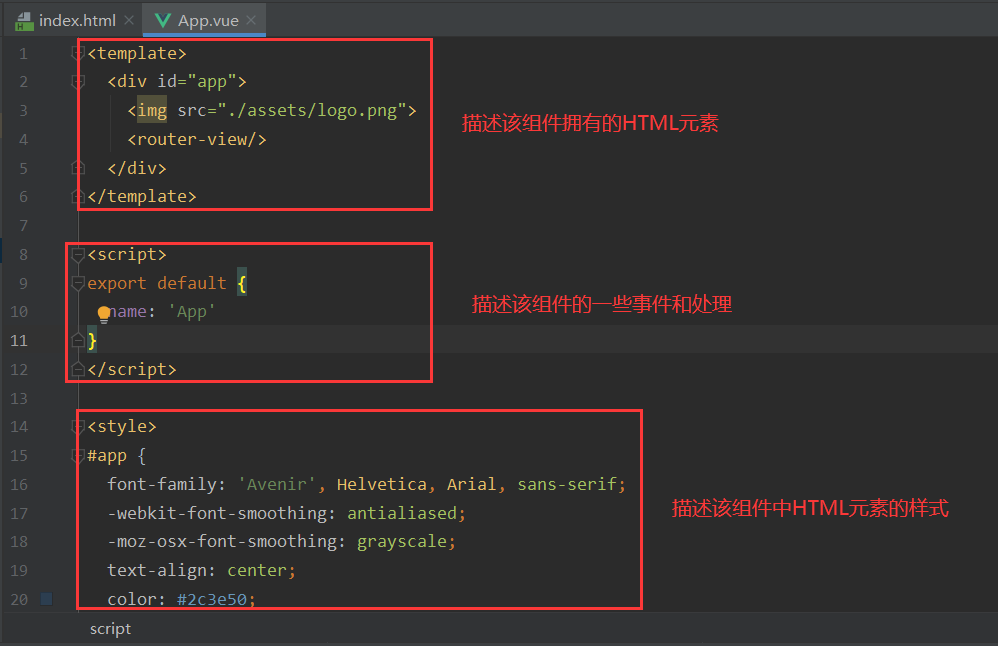 index.html
App.vue
1 <template>
2 <div id="app">
3 <img src="./assets/logo.png">
描述该组件拥有的HTML元素
4 <router-view/>
5 </div>
6 </template>
7
8 <script>
9 export default {
描述该组件的一些事件和处理
10 name: 'App'
11 }
12 </script>
13
14 <style>
15 #app {
16 font-family: 'Avenir', Helvetica, Arial, sans-serif;
17 -webkit-font-smoothing: antialiased;
描述该组件中HTML元素的样式
18 -moz-osx-font-smoothing: grayscale;
19 text-align: center;
20 color: #2c3e50;
script